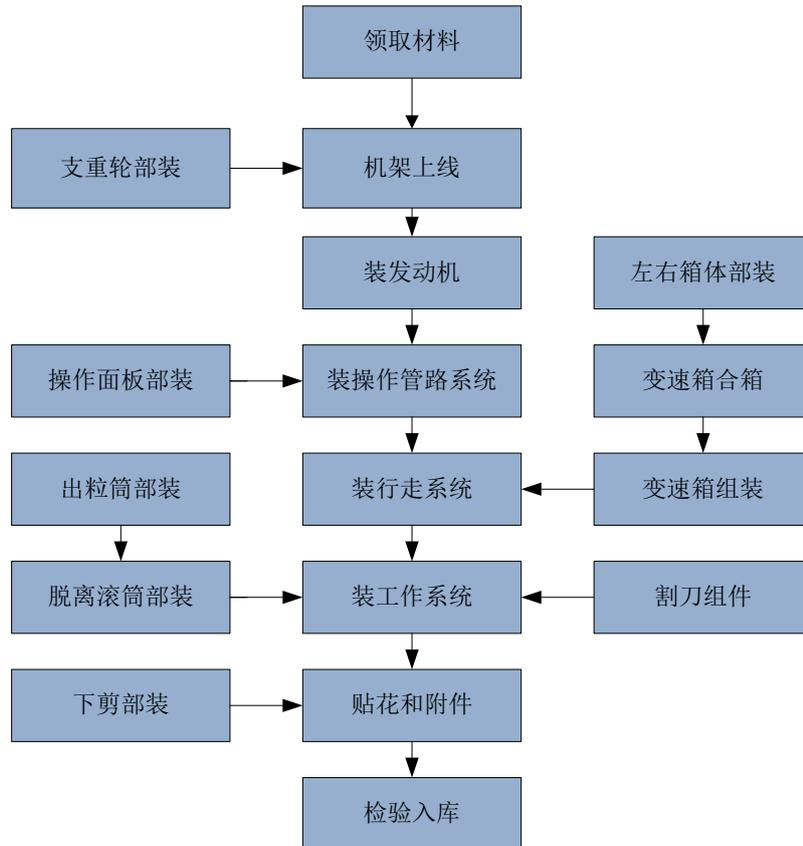 领取材料
支重轮部装
机架上线
装发动机
左右箱体部装
操作面板部装
装操作管路系统
变速箱合箱
出粒筒部装
装行走系统
变速箱组装
脱离滚筒部装
装工作系统
割刀组件
下剪部装
贴花和附件
检验入库